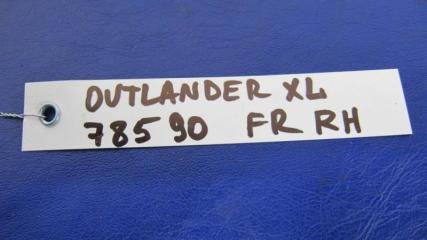 OUTLANDER XL
78590 FR RH